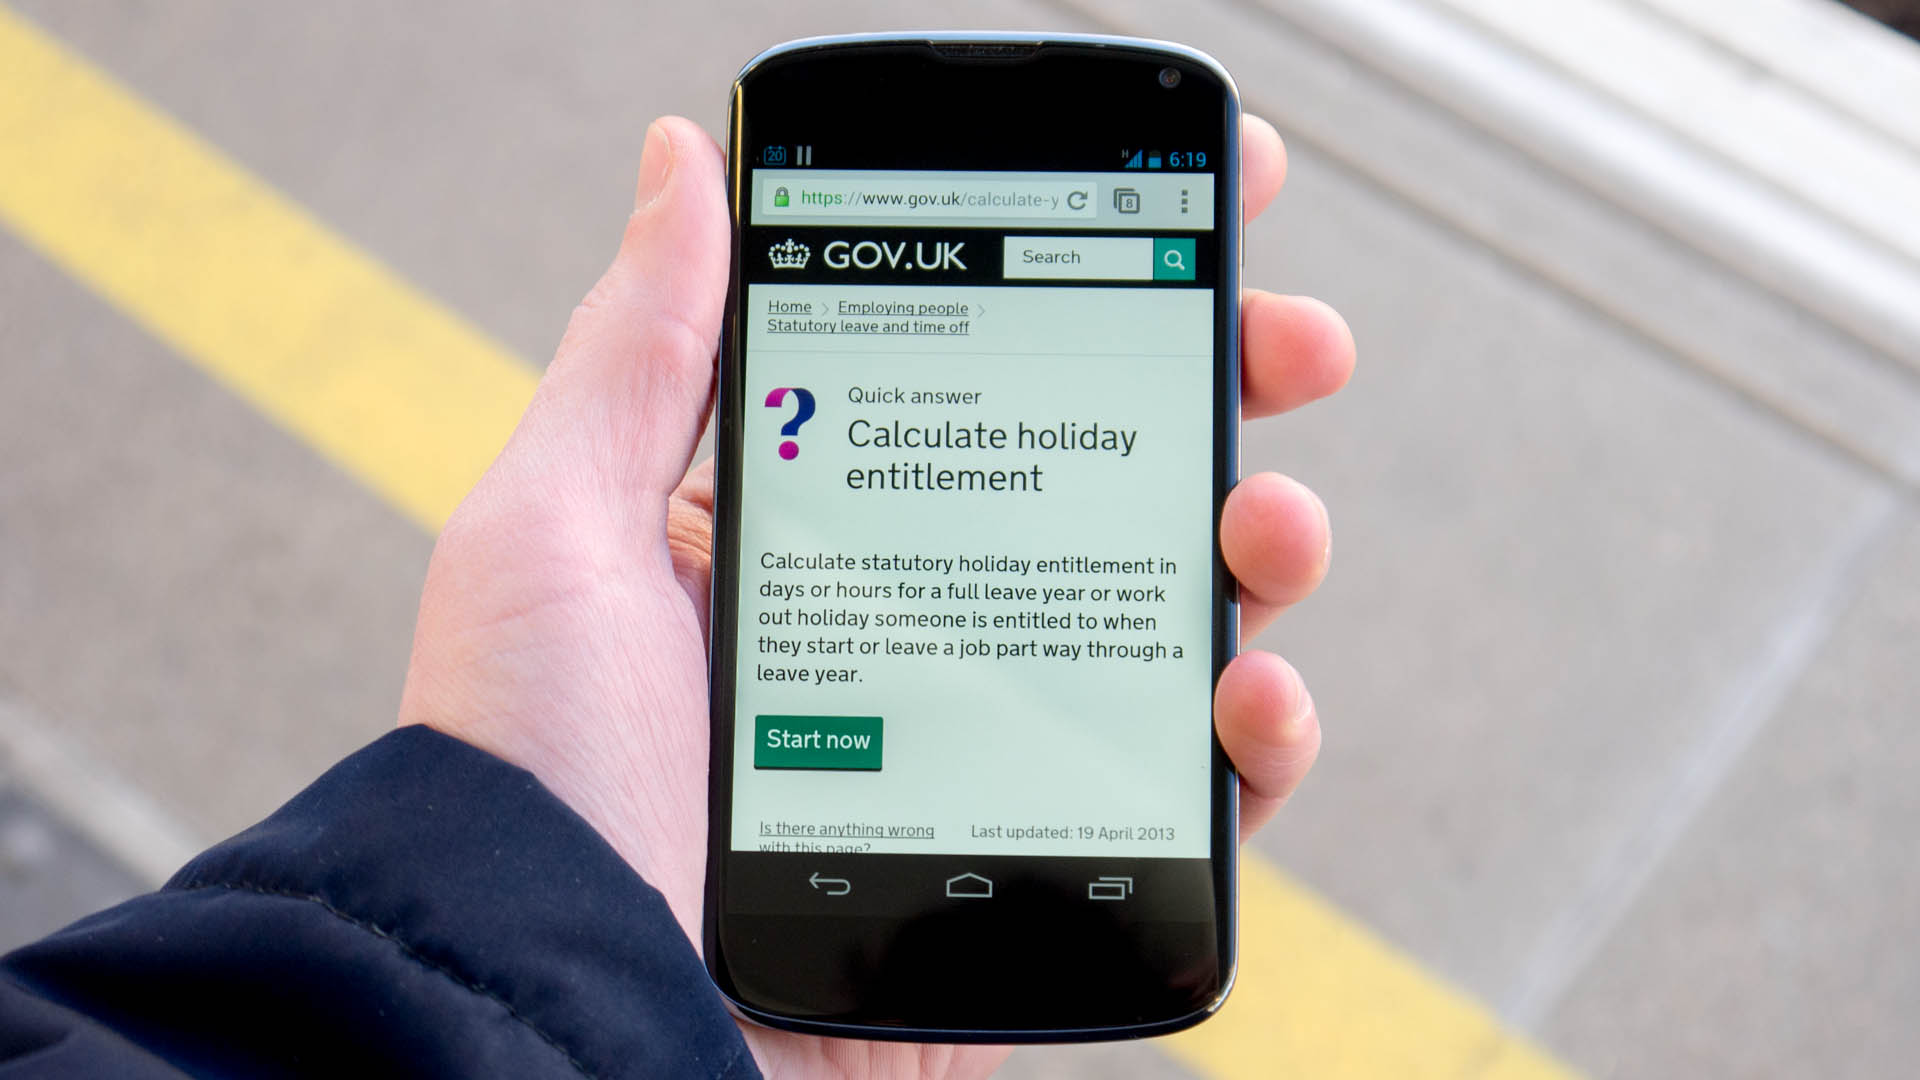 20 H 6:19
https://www.gov.uk/calculate-y 8
GOV.UK Search
Home Employing people
Statutory leave and time off
Quick answer
Calculate holiday
entitlement
Calculate statutory holiday entitlement in
days or hours for a full leave year or work
out holiday someone is entitled to when
they start or leave a job part way through a
leave year.
Start now
Is there anything wrong Last updated: 19 April 2013
with this page?